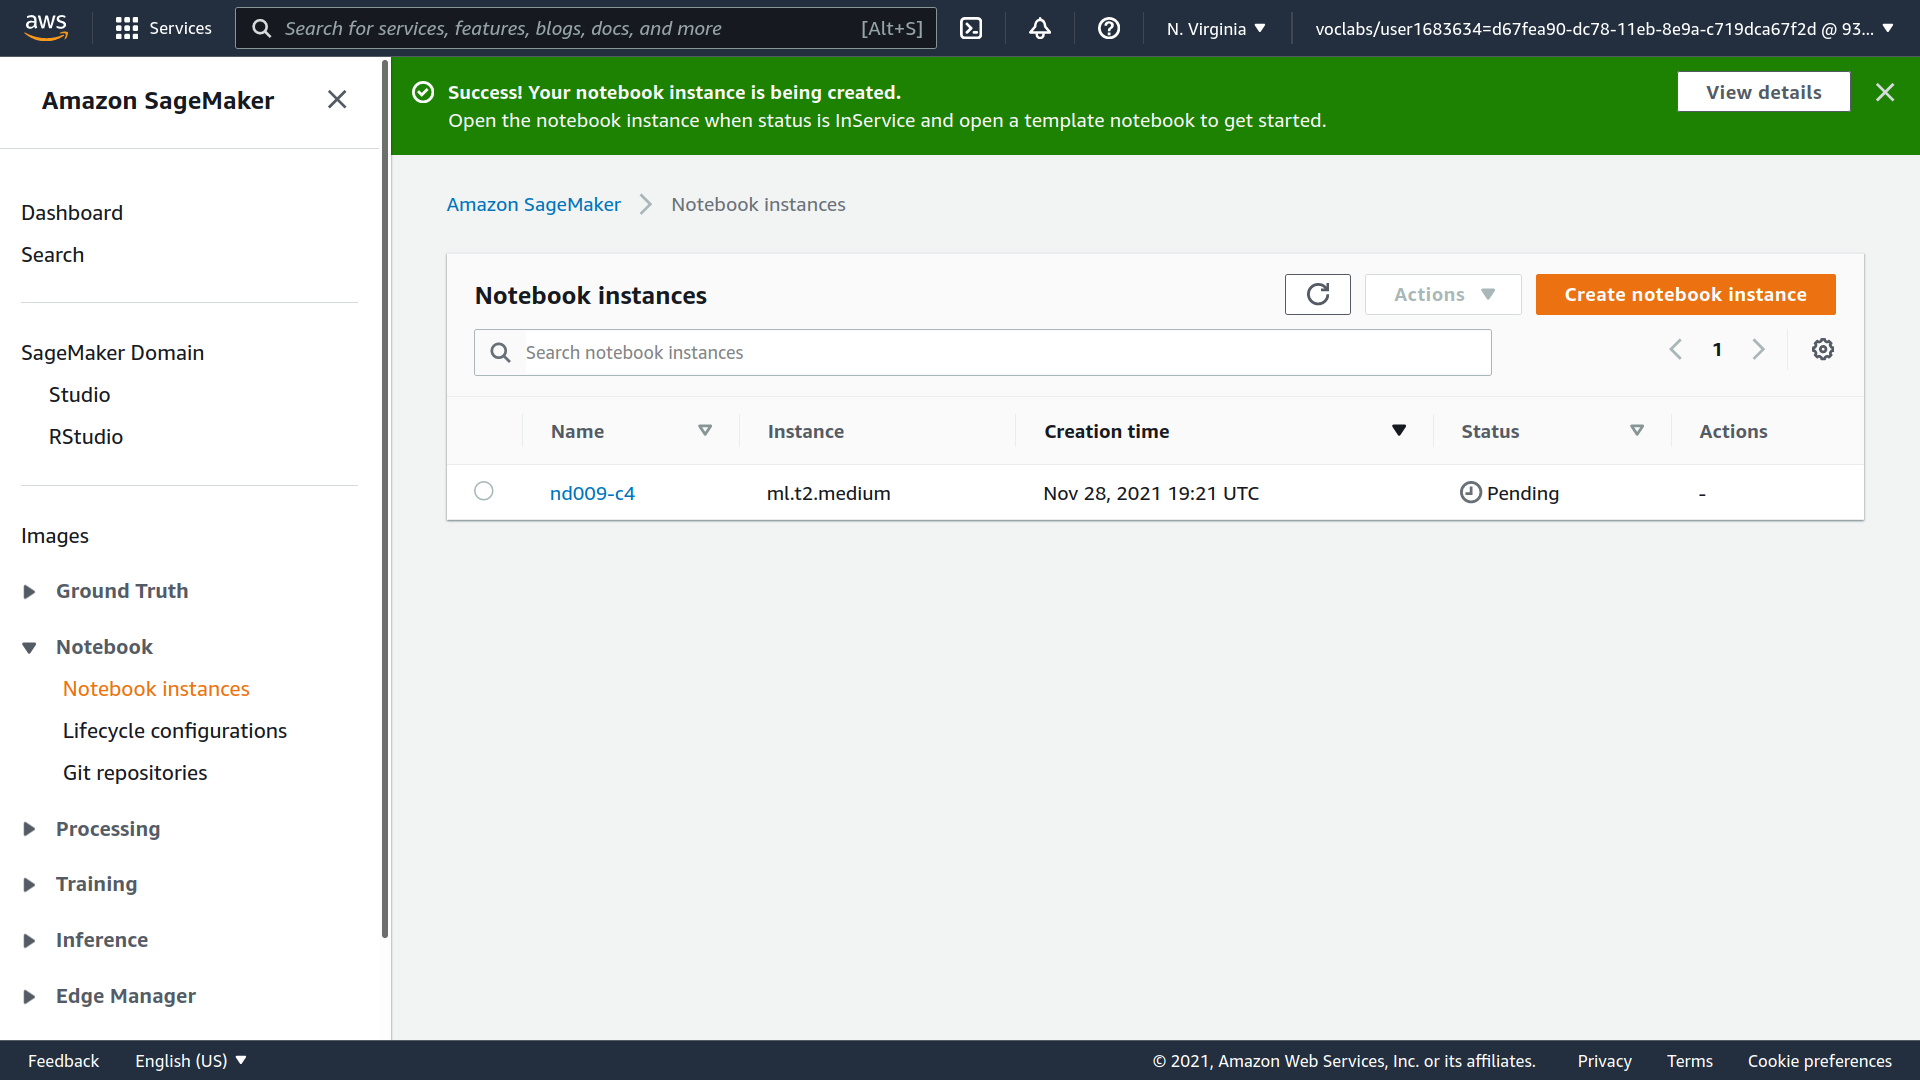 aws
Services
Search for services, features, blogs, docs, and more [Alt+S]
N. Virginia
voclabs/user1683634=d67fea90-dc78-11eb-8e9a-c719dca67f2d @ 93...
Amazon SageMaker
Success! Your notebook instance is being created.
Open the notebook instance when status is InService and open a template notebook to get started.
View details
Dashboard
Search
SageMaker Domain
Studio
RStudio
Images
Ground Truth
Notebook
Notebook instances
Lifecycle configurations
Git repositories
Processing
Training
Inference
Edge Manager
Amazon SageMaker
Notebook instances
Notebook instances
Actions
Create notebook instance
Search notebook instances
1
Name Instance Creation time Status Actions
nd009-c4 ml.t2.medium Nov 28, 2021 19:21 UTC Pending -
Feedback
English (US)
© 2021, Amazon Web Services, Inc. or its affiliates.
Privacy
Terms
Cookie preferences